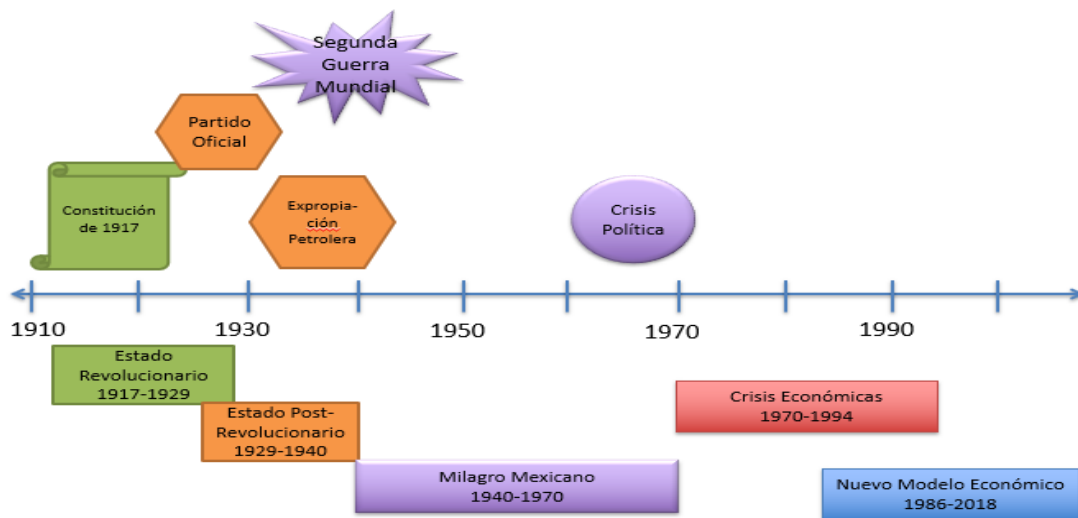 Segunda
Guerra
Mundial
Partido
Oficial
Constitución
de 1917
Expropia-
ción
Petrolera
Crisis
Política
1910
1930
1950
1970
1990
Estado
Revolucionario
1917-1929
Estado Post-
Revolucionario
1929-1940
Milagro Mexicano
1940-1970
Crisis Económicas
1970-1994
Nuevo Modelo Económico
1986-2018